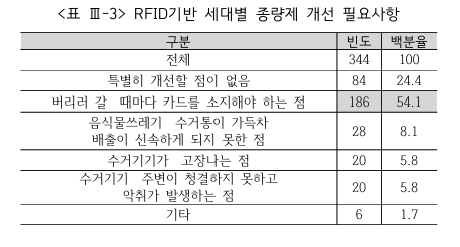 <표 Ⅲ-3> RFID기반 세대별 종량제 개선 필요사항
구분 빈도 백분율
전체 344 100
특별히 개선할 점이 없음 84 24.4
버리러 갈 때마다 카드를 소지해야 하는 점 186 54.1
음식물쓰레기 수거통이 가득차
배출이 신속하게 되지 못한 점 28 8.1
수거기기가 고장나는 점 20 5.8
수거기기 주변이 청결하지 못하고
악취가 발생하는 점 20 5.8
기타 6 1.7